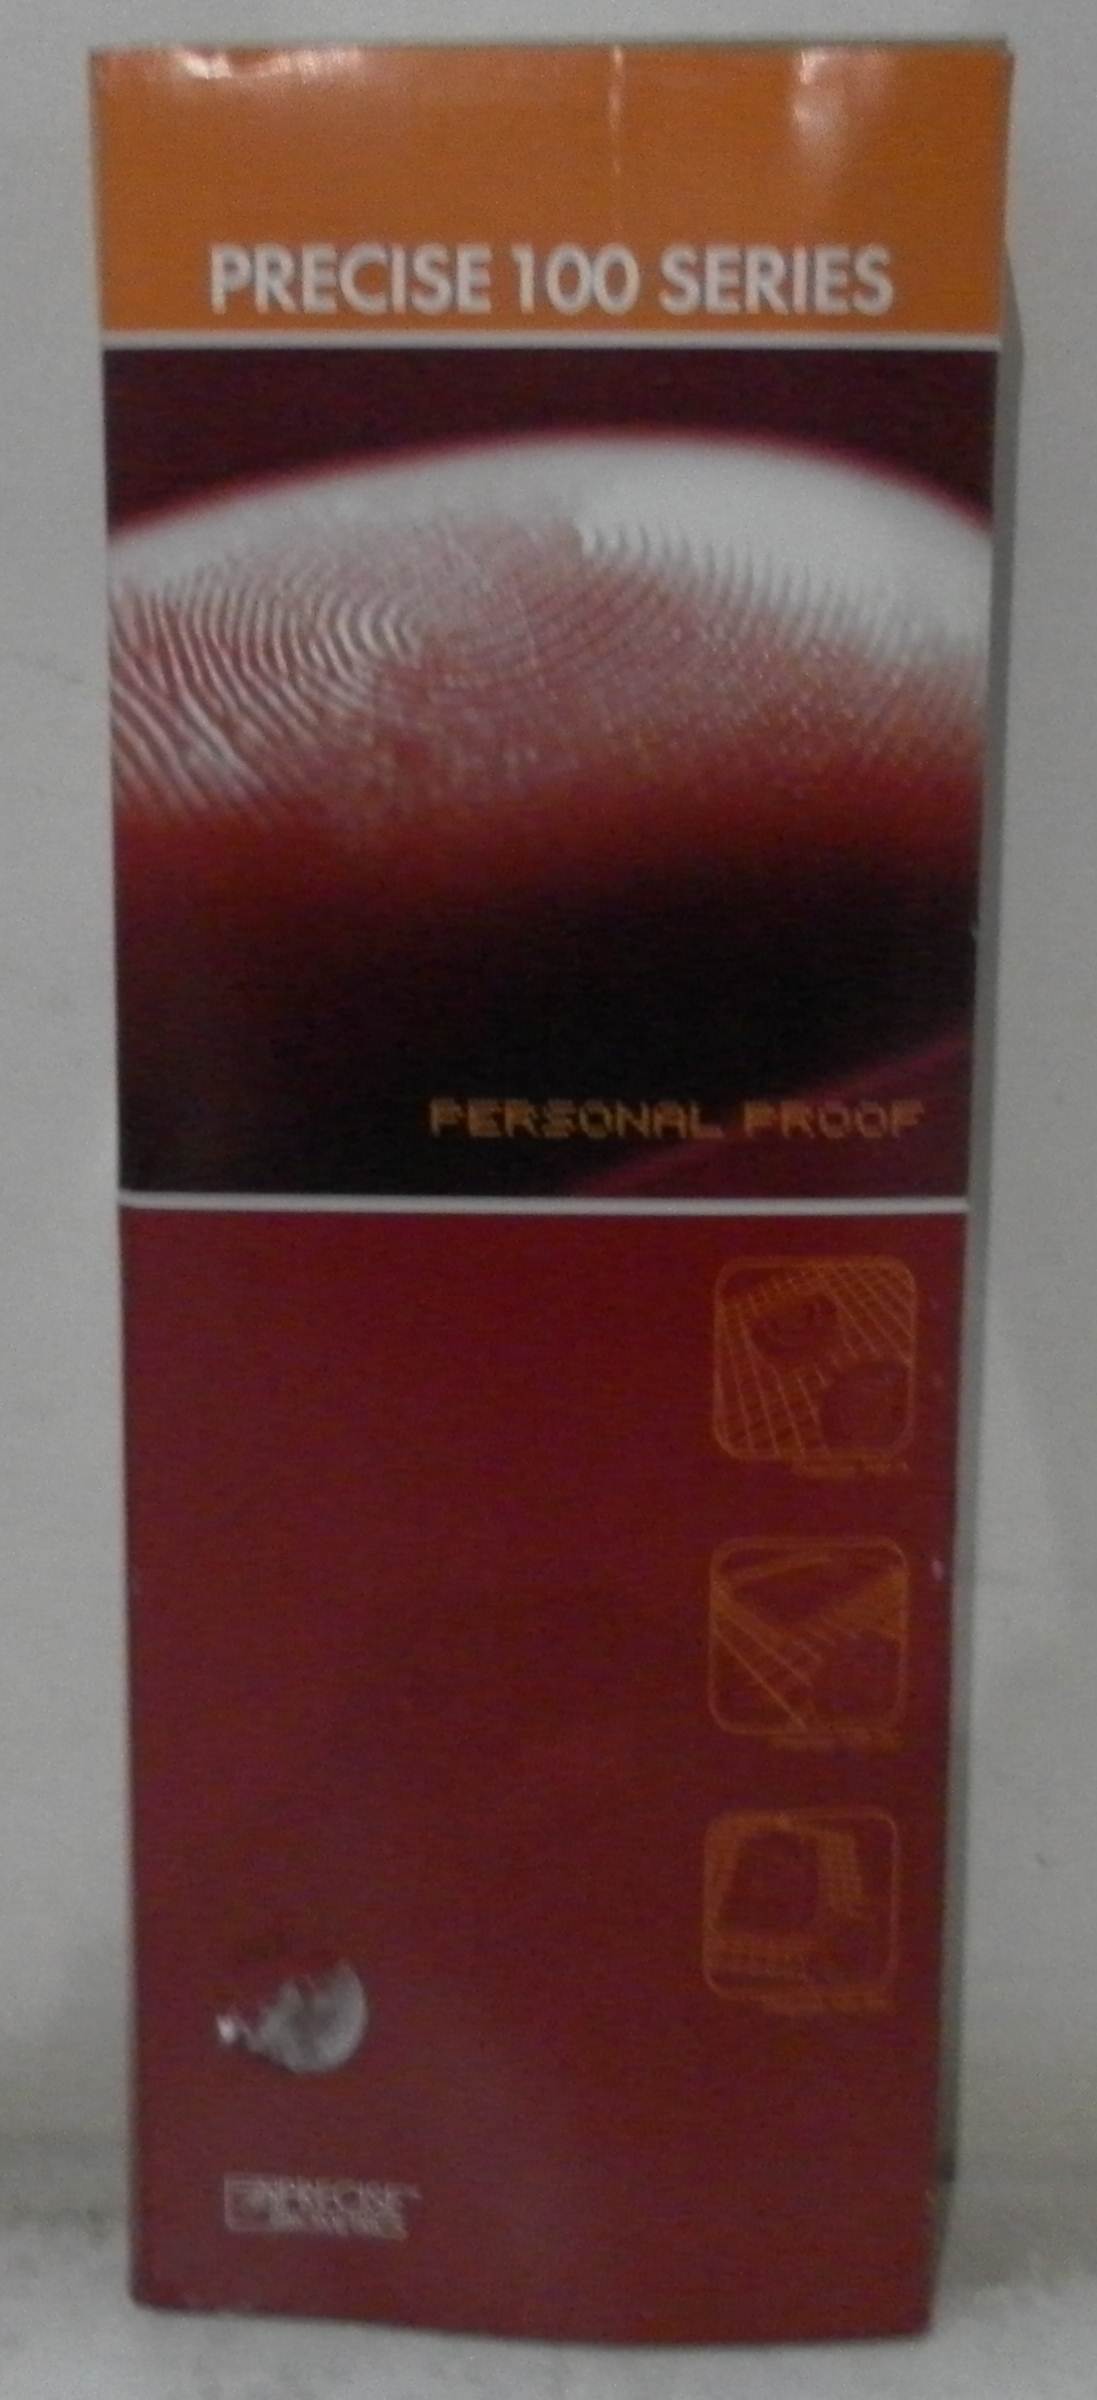 PRECISE 100 SERIES
PERSONAL PROOF
PRECISE
BIOMETRICS